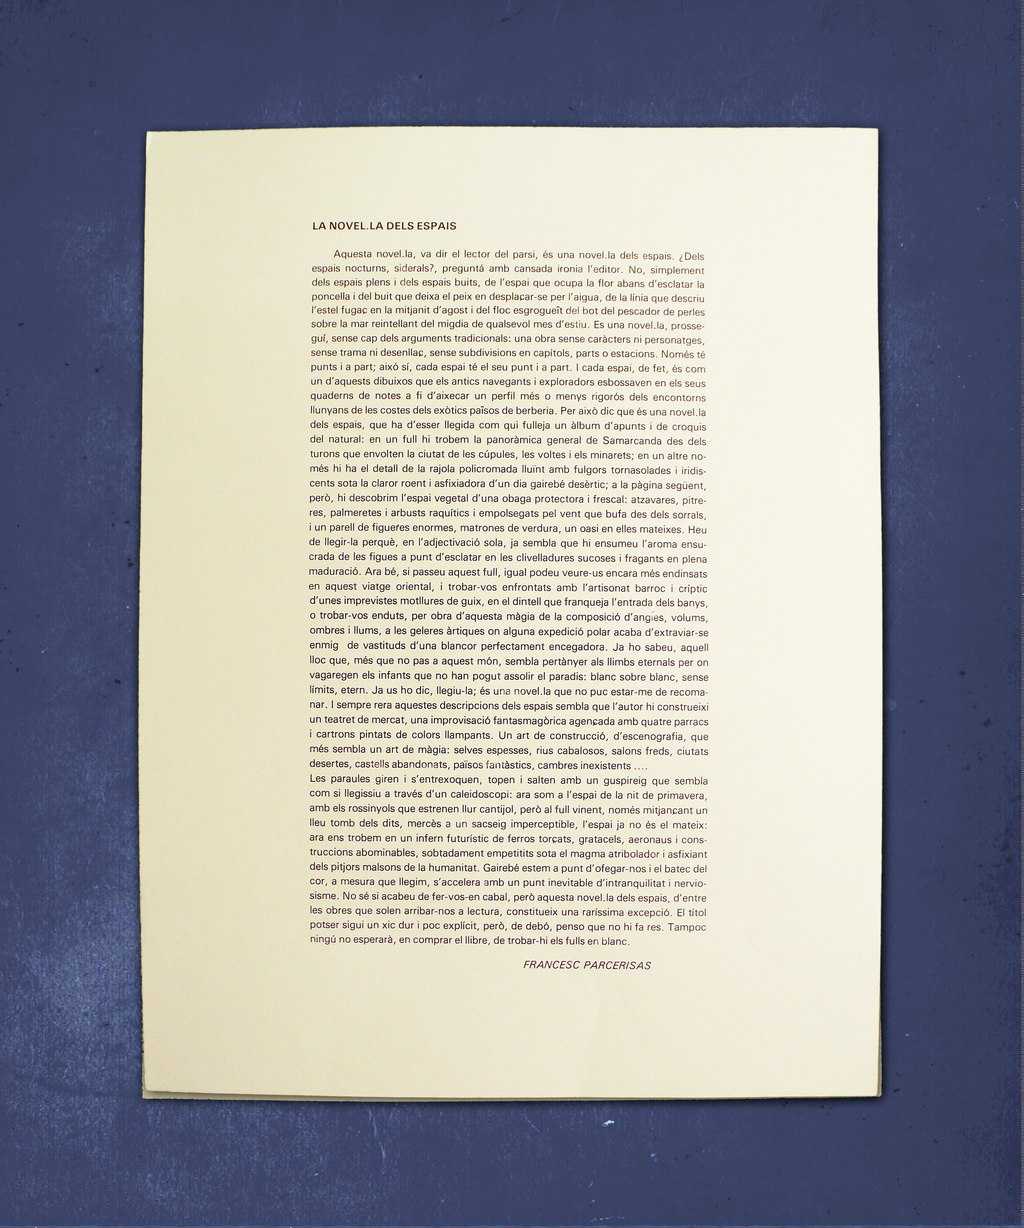 LA NOVEL.LA DELS ESPAIS
Aquesta novel.la, va dir el lector del parsi, és una novel.la dels espais. ¿Dels
espais nocturns, siderals?, preguntá amb cansada ironia l'editor. No, simplement
dels espais plens i dels espais buits, de l'espai que ocupa la flor abans d'esclatar la
poncella i del buit que deixa el peix en desplaçar-se per l'aigua, de la línia que descriu
l'estel fugaç en la mitjanit d'agost i del floc esgrogueït del bot del pescador de perles
sobre la mar reintellant del migdia de qualsevol mes d'estiu. Es una novel.la, prosse-
guí, sense cap dels arguments tradicionals: una obra sense caràcters ni personatges,
sense trama ni desenllaç, sense subdivisions en capítols, parts o estacions. Només té
punts i a part; aixó sí, cada espai té el seu punt i a part. I cada espai, de fet, és com
un d'aquests dibuixos que els antics navegants i exploradors esbossaven en els seus
quaderns de notes a fi d'aixecar un perfil més o menys rigorós dels encontorns
llunyans de les costes dels exòtics països de berberia. Per això dic que és una novel.la
dels espais, que ha d'esser llegida com qui fulleja un àlbum d'apunts i de croquis
del natural: en un full hi trobem la panoràmica general de Samarcanda des dels
turons que envolten la ciutat de les cúpules, les voltes i els minarets; en un altre no-
més hi ha el detall de la rajola policromada lluïnt amb fulgors tornasolades i iridis-
cents sota la claror roent i asfixiadora d'un dia gairebé desèrtic; a la pàgina següent,
però, hi descobrim l'espai vegetal d'una obaga protectora i frescal: atzavares, pitre-
res, palmeretes i arbusts raquítics i empolsegats pel vent que bufa des dels sorrals,
i un parell de figueres enormes, matrones de verdura, un oasi en elles mateixes. Heu
de llegir-la perquè, en l'adjectivació sola, ja sembla que hi ensumeu l'aroma ensu-
crada de les figues a punt d'esclatar en les clivelladures sucoses i fragants en plena
maduració. Ara bé, si passeu aquest full, igual podeu veure-us encara més endinsats
en aquest viatge oriental, i trobar-vos enfrontats amb l'artisonat barroc i críptic
d'unes imprevistes motllures de guix, en el dintell que franqueja l'entrada dels banys,
o trobar-vos enduts, per obra d'aquesta màgia de la composició d'angles, volums,
ombres i llums, a les geleres àrtiques on alguna expedició polar acaba d'extraviar-se
enmig de vastituds d'una blancor perfectament encegadora. Ja ho sabeu, aquell
lloc que, més que no pas a aquest món, sembla pertànyer als llimbs eternals per on
vagaregen els infants que no han pogut assolir el paradis: blanc sobre blanc, sense
límits, etern. Ja us ho dic, llegiu-la; és una novel.la que no puc estar-me de recoma-
nar. I sempre rera aquestes descripcions dels espais sembla que l'autor hi construeixi
un teatret de mercat, una improvisació fantasmagòrica agençada amb quatre parracs
i cartrons pintats de colors llampants. Un art de construcció, d'escenografia, que
més sembla un art de màgia: selves espesses, rius cabalosos, salons freds, ciutats
desertes, castells abandonats, països fantàstics, cambres inexistents ....
Les paraules giren i s'entrexoquen, topen i salten amb un guspireig que sembla
com si llegissiu a través d'un caleidoscopi: ara som a l'espai de la nit de primavera,
amb els rossinyols que estrenen llur cantijol, però al full vinent, només mitjançant un
lleu tomb dels dits, mercès a un sacseig imperceptible, l'espai ja no és el mateix:
ara ens trobem en un infern futurístic de ferros torçats, gratacels, aeronaus i cons-
truccions abominables, sobtadament empetitits sota el magma atribolador i asfixiant
dels pitjors malsons de la humanitat. Gairebé estem a punt d'ofegar-nos i el batec del
cor, a mesura que llegim, s'accelera amb un punt inevitable d'intranquilitat i nervio-
sisme. No sé si acabeu de fer-vos-en cabal, però aquesta novel.la dels espais, d'entre
les obres que solen arribar-nos a lectura, constitueix una raríssima excepció. El títol
potser sigui un xic dur i poc explícit, però, de debó, penso que no hi fa res. Tampoc
ningú no esperarà, en comprar el llibre, de trobar-hi els fulls en blanc.
FRANCESC PARCERISAS